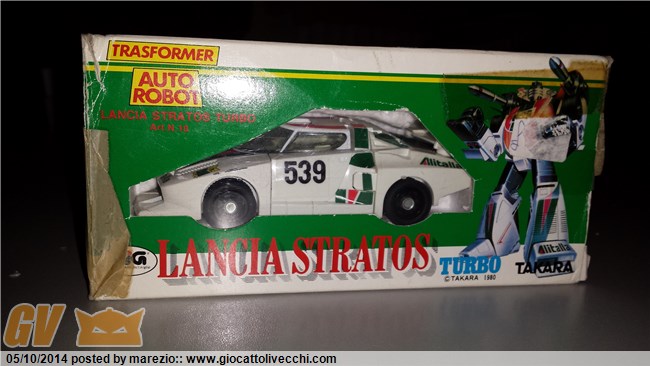 TRASFORMER
AUTO
ROBOT
LANCIA STRATOS TURBO
539
Alitalia
LANCIA STRATOS
TURBO
© TAKARA 1980
Alitalia
TAKARA
GV
05/10/2014 posted by marezio:: www.giocattolivecchi.com